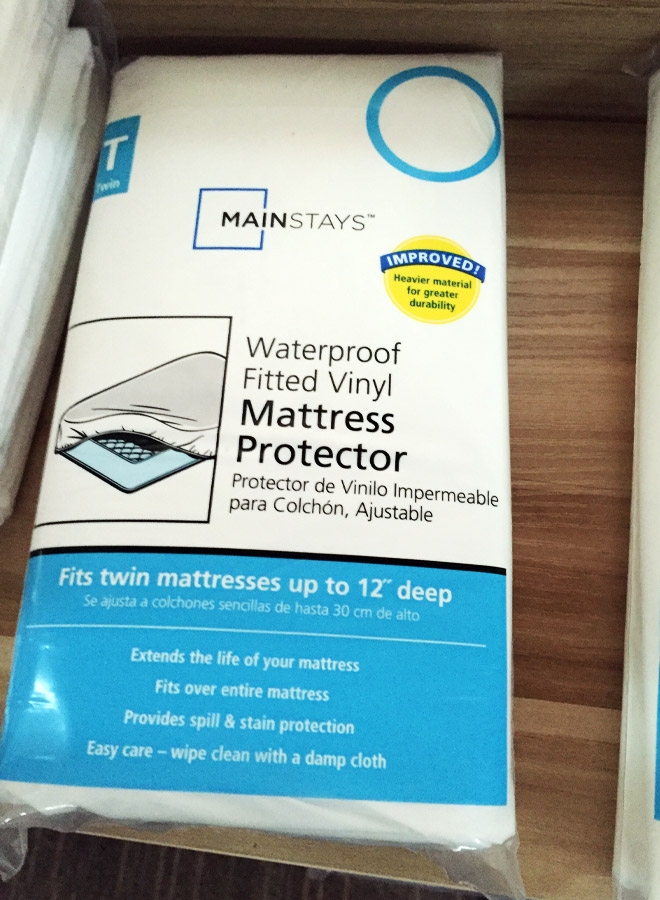 T
Twin
MAINSTAYS™
IMPROVED!
Heavier material
for greater
durability
Waterproof
Fitted Vinyl
Mattress
Protector
Protector de Vinilo Impermeable
para Colchón, Ajustable
Fits twin mattresses up to 12˝ deep
Se ajusta a colchones sencillas de hasta 30 cm de alto
Extends the life of your mattress
Fits over entire mattress
Provides spill & stain protection
Easy care – wipe clean with a damp cloth